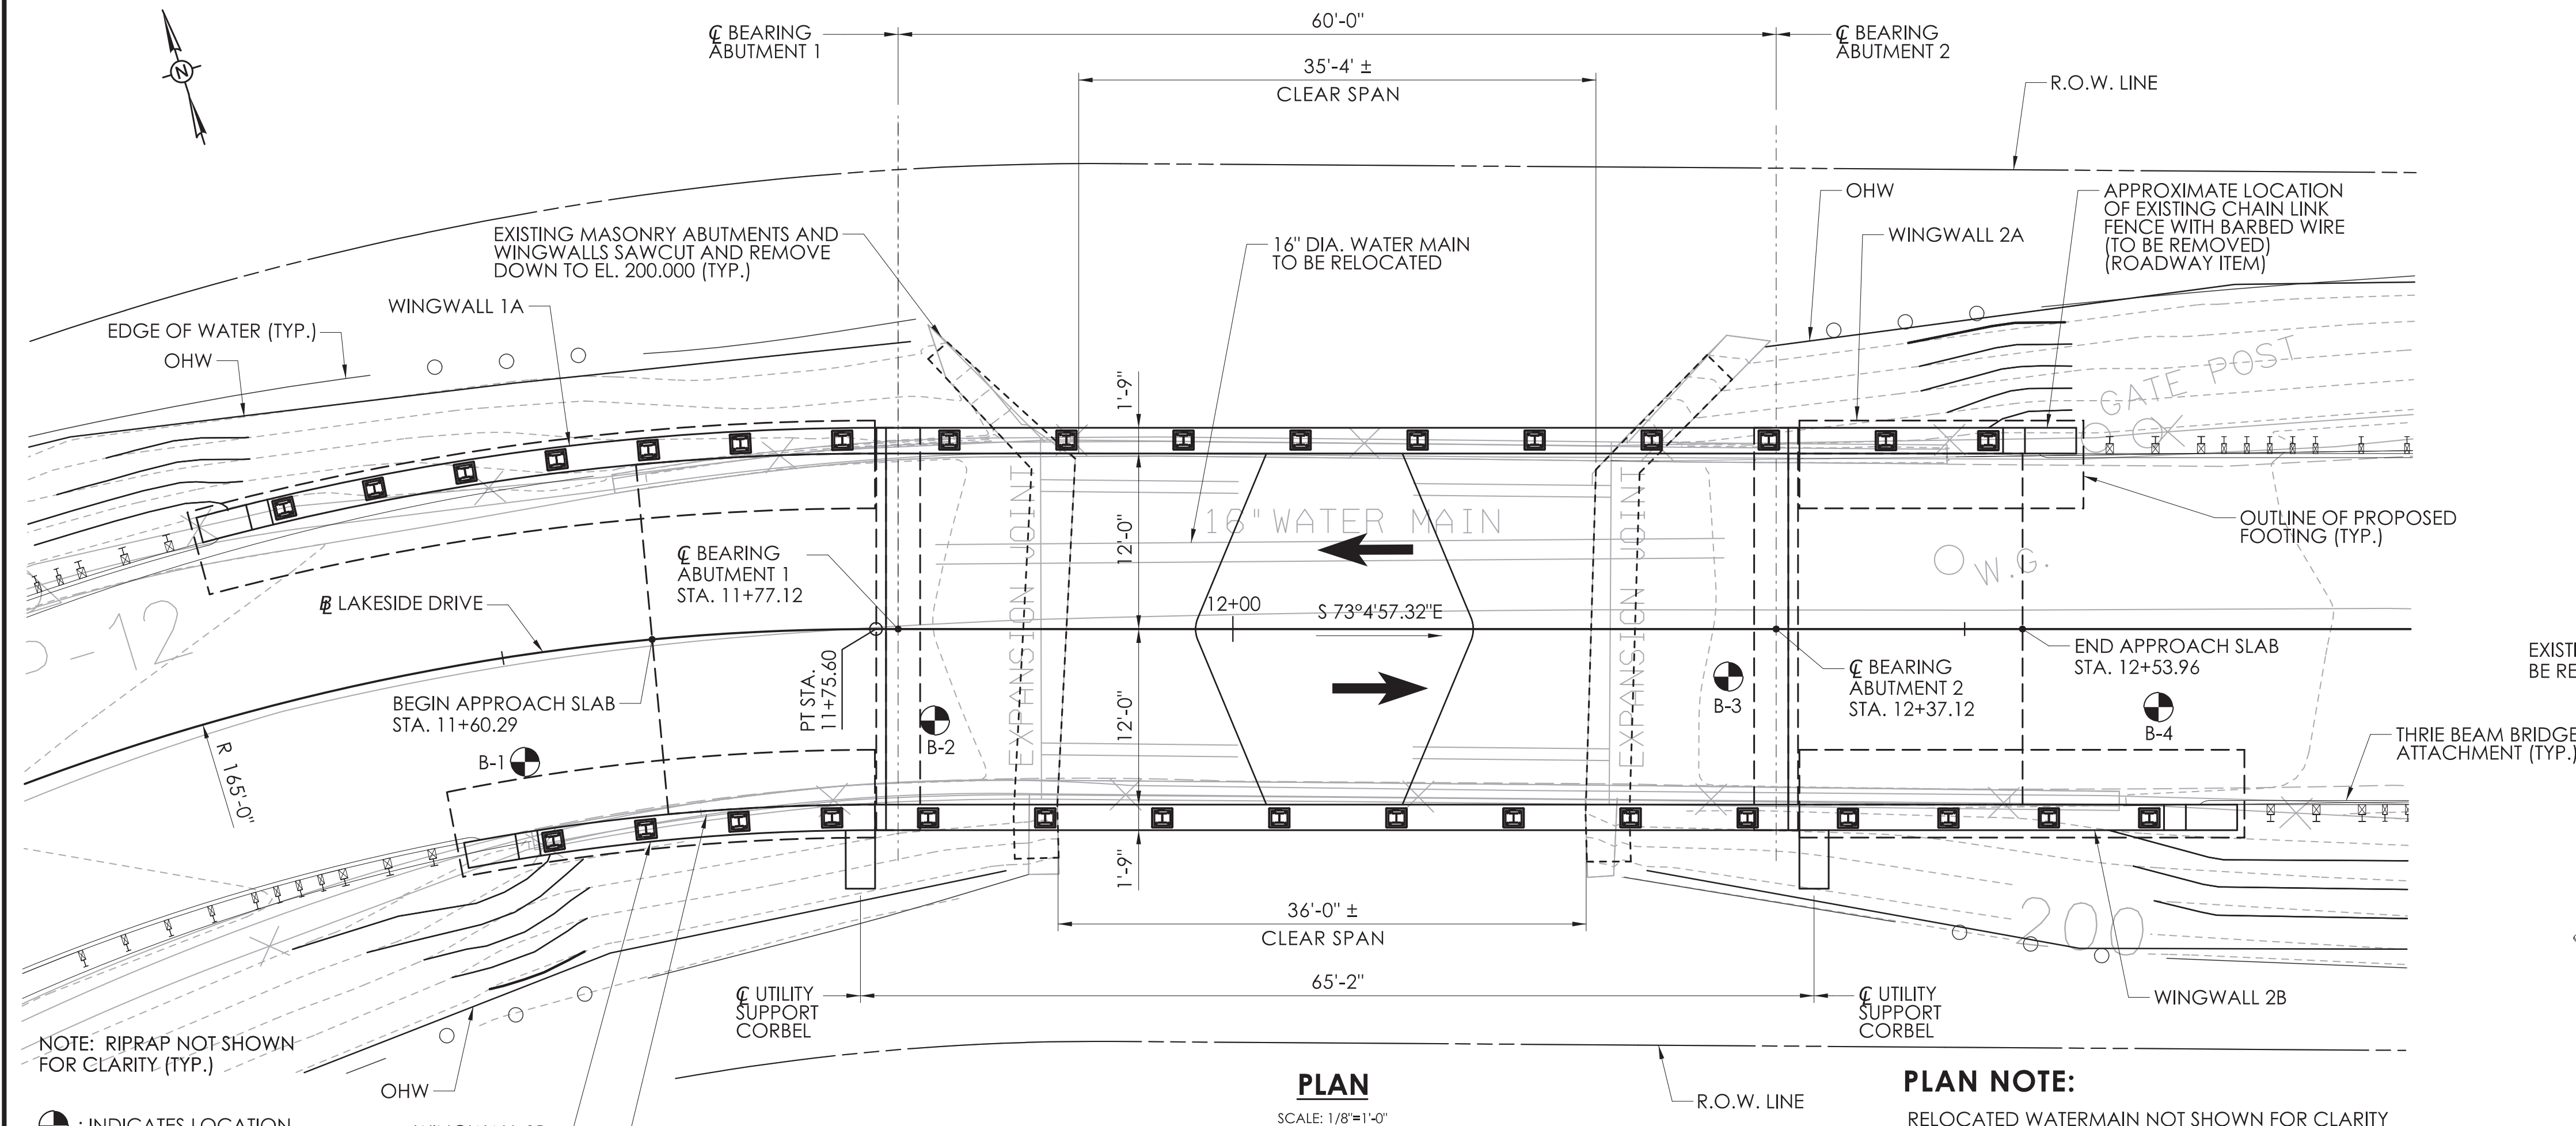 60'-0"
℄ BEARING
ABUTMENT 1
℄ BEARING
ABUTMENT 2
35'-4' ±
CLEAR SPAN
N
R.O.W. LINE
OHW
APPROXIMATE LOCATION
OF EXISTING CHAIN LINK
FENCE WITH BARBED WIRE
(TO BE REMOVED)
(ROADWAY ITEM)
EXISTING MASONRY ABUTMENTS AND
WINGWALLS SAWCUT AND REMOVE
DOWN TO EL. 200.000 (TYP.)
16" DIA. WATER MAIN
TO BE RELOCATED
WINGWALL 2A
WINGWALL 1A
EDGE OF WATER (TYP.)
OHW
1'-9"
GATE POST
OUTLINE OF PROPOSED
FOOTING (TYP.)
EXPANSION JOINT
16" WATER MAIN
EXPANSION JOINT
12'-0"
℄ BEARING
ABUTMENT 1
STA. 11+77.12
W.G.
P-12
BL LAKESIDE DRIVE
12+00
S 73°4'57.32"E
END APPROACH SLAB
STA. 12+53.96
BEGIN APPROACH SLAB
STA. 11+60.29
PT STA.
11+75.60
℄ BEARING
ABUTMENT 2
STA. 12+37.12
R 165'-0"
B-1
B-2
12'-0"
B-3
B-4
THRIE BEAM BRIDGE
ATTACHMENT (TYP.)
1'-9"
36'-0" ±
CLEAR SPAN
200
65'-2"
℄ UTILITY
SUPPORT
CORBEL
℄ UTILITY
SUPPORT
CORBEL
WINGWALL 2B
NOTE: RIPRAP NOT SHOWN
FOR CLARITY (TYP.)
OHW
PLAN
SCALE: 1/8"=1'-0"
R.O.W. LINE
PLAN NOTE:
RELOCATED WATERMAIN NOT SHOWN FOR CLARITY
: INDICATES LOCATION